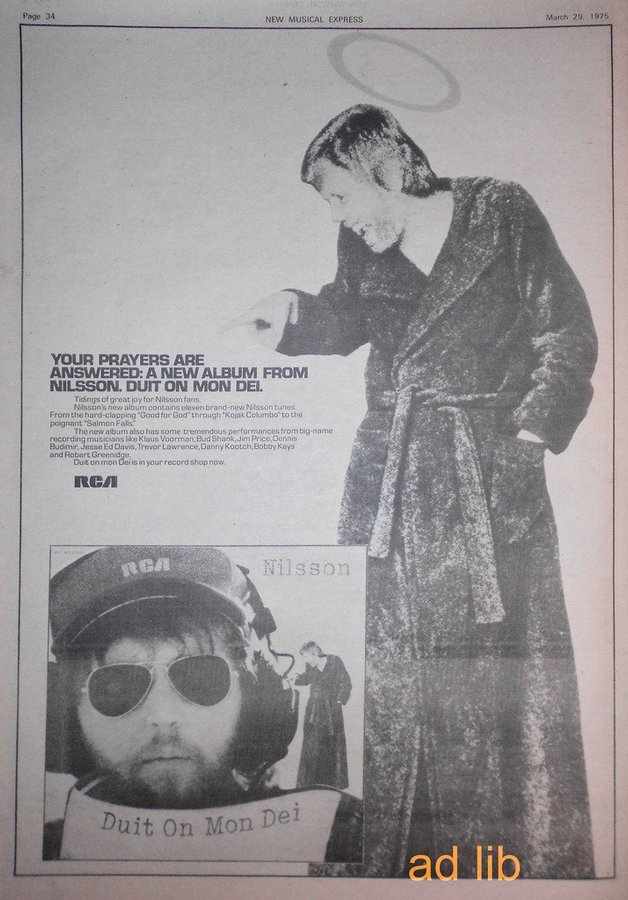 Page 34
NEW MUSICAL EXPRESS
March 29, 1975
YOUR PRAYERS ARE
ANSWERED: A NEW ALBUM FROM
NILSSON. DUIT ON MON DEI.
Tidings of great joy for Nilsson fans.
Nilsson's new album contains eleven brand-new Nilsson tunes.
From the hard-clapping "Good for God" through "Kojak Columbo" to the
poignant "Salmon Falls."
The new album also has some tremendous performances from big-name
recording musicians like Klaus Voorman, Bud Shank, Jim Price, Dennis
Budimir, Jesse Ed Davis, Trevor Lawrence, Danny Kootch, Bobby Keys
and Robert Greenidge.
Duit on mon Dei is in your record shop now.
RCA
RCA
Nilsson
Duit On Mon Dei
ad lib